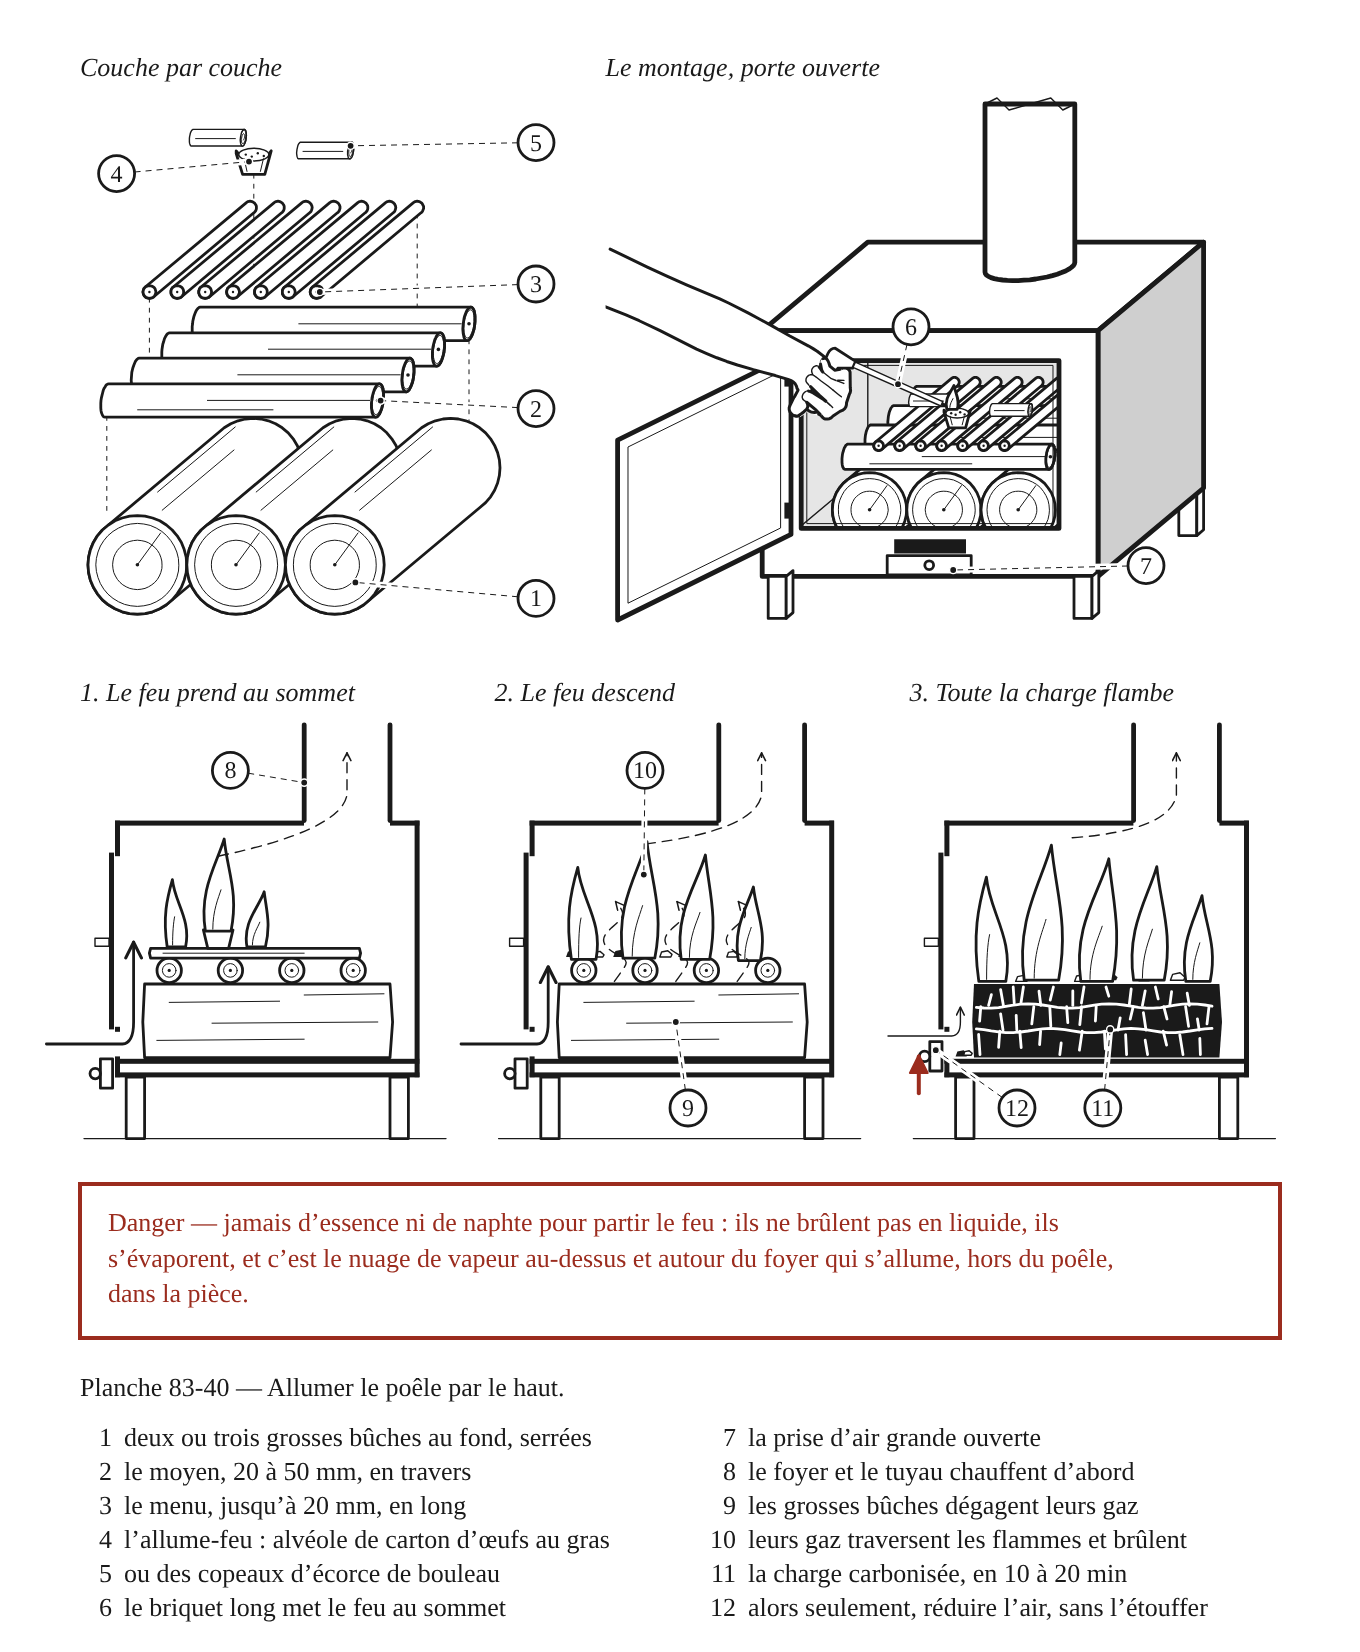 Couche par couche
Le montage, porte ouverte
5
4
3
2
1
6
7
1. Le feu prend au sommet
2. Le feu descend
3. Toute la charge flambe
8
10
9
12
11
Danger — jamais d’essence ni de naphte pour partir le feu : ils ne brûlent pas en liquide, ils
s’évaporent, et c’est le nuage de vapeur au-dessus et autour du foyer qui s’allume, hors du poêle,
dans la pièce.
Planche 83-40 — Allumer le poêle par le haut.
1 deux ou trois grosses bûches au fond, serrées
2 le moyen, 20 à 50 mm, en travers
3 le menu, jusqu’à 20 mm, en long
4 l’allume-feu : alvéole de carton d’œufs au gras
5 ou des copeaux d’écorce de bouleau
6 le briquet long met le feu au sommet
7 la prise d’air grande ouverte
8 le foyer et le tuyau chauffent d’abord
9 les grosses bûches dégagent leurs gaz
10 leurs gaz traversent les flammes et brûlent
11 la charge carbonisée, en 10 à 20 min
12 alors seulement, réduire l’air, sans l’étouffer